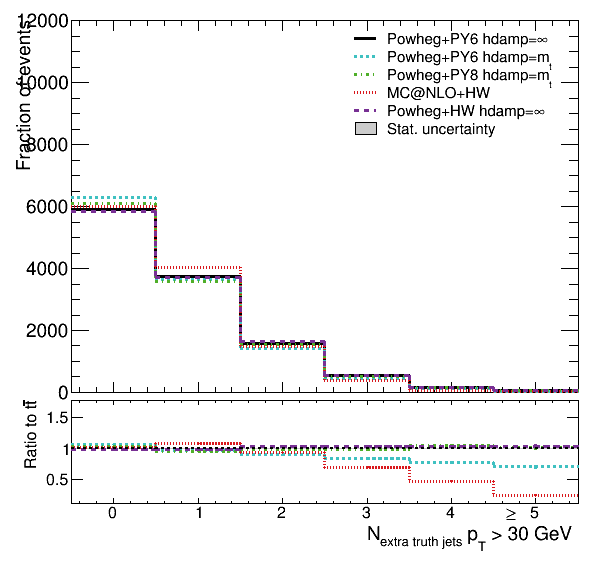 Fraction of events
12000
10000
8000
6000
4000
2000
0
Powheg+PY6 hdamp=∞
Powheg+PY6 hdamp=m_t
Powheg+PY8 hdamp=m_t
MC@NLO+HW
Powheg+HW hdamp=∞
Stat. uncertainty
Ratio to tt̄
1.5
1
0.5
0 1 2 3 4 ≥ 5
N_extra truth jets p_T > 30 GeV